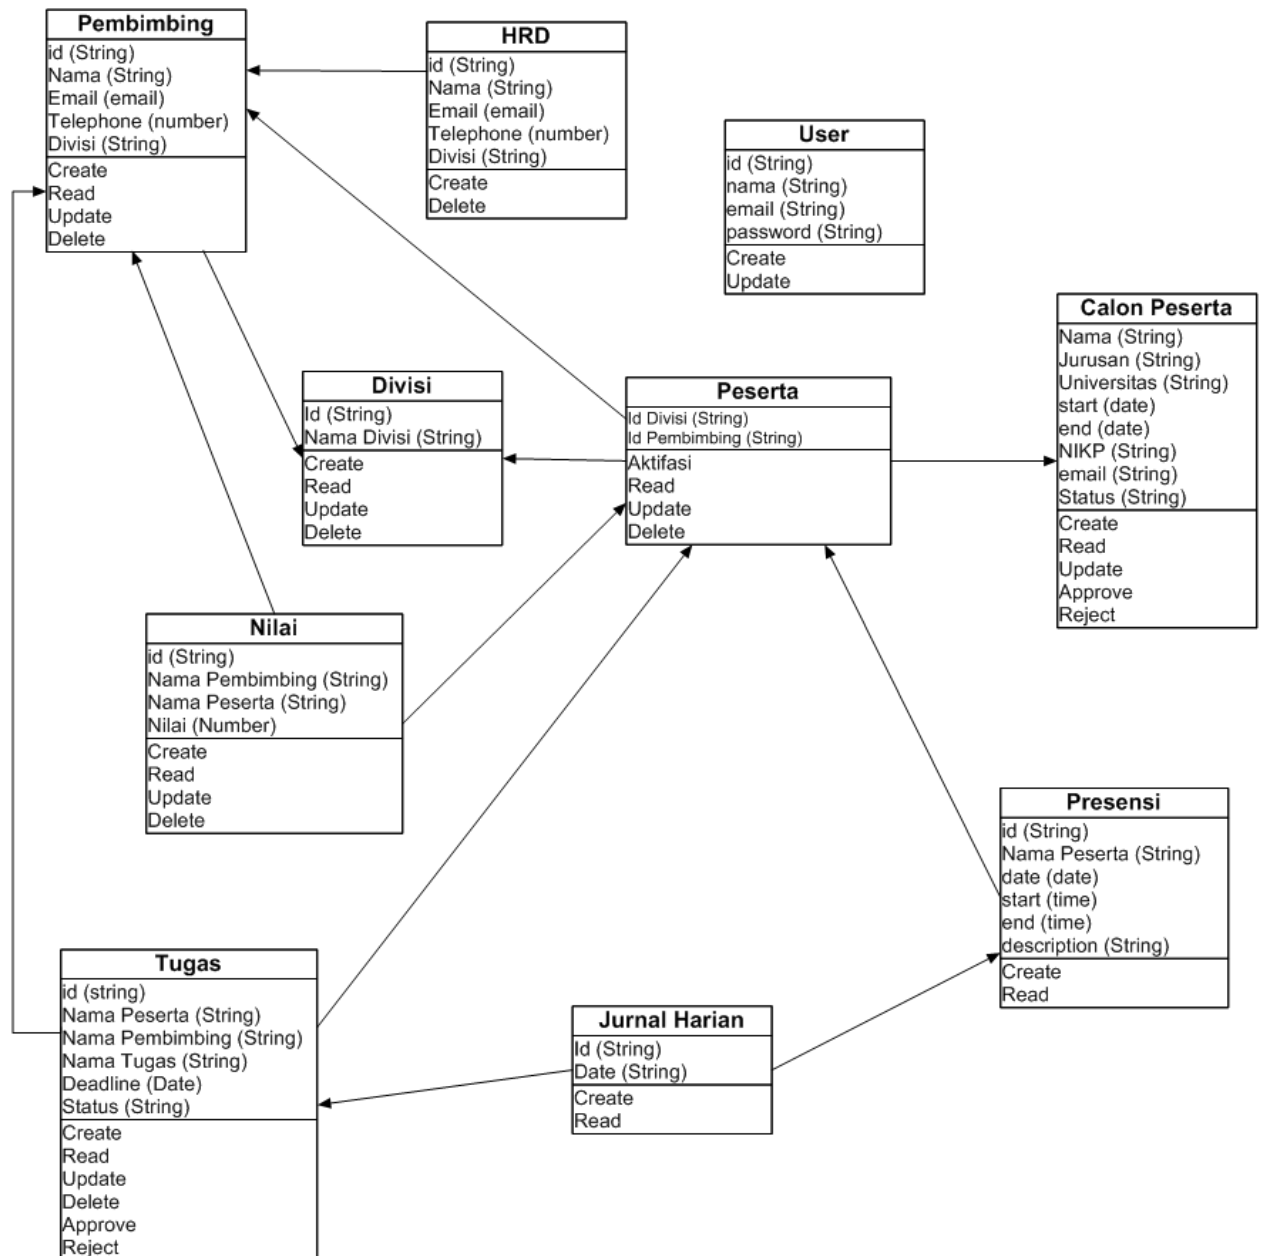 Pembimbing
id (String)
Nama (String)
Email (email)
Telephone (number)
Divisi (String)
Create
Read
Update
Delete
HRD
id (String)
Nama (String)
Email (email)
Telephone (number)
Divisi (String)
Create
Delete
User
id (String)
nama (String)
email (String)
password (String)
Create
Update
Calon Peserta
Nama (String)
Jurusan (String)
Universitas (String)
start (date)
end (date)
NIKP (String)
email (String)
Status (String)
Create
Read
Update
Approve
Reject
Divisi
Id (String)
Nama Divisi (String)
Create
Read
Update
Delete
Peserta
Id Divisi (String)
Id Pembimbing (String)
Aktifasi
Read
Update
Delete
Nilai
id (String)
Nama Pembimbing (String)
Nama Peserta (String)
Nilai (Number)
Create
Read
Update
Delete
Presensi
id (String)
Nama Peserta (String)
date (date)
start (time)
end (time)
description (String)
Create
Read
Tugas
id (string)
Nama Peserta (String)
Nama Pembimbing (String)
Nama Tugas (String)
Deadline (Date)
Status (String)
Create
Read
Update
Delete
Approve
Reject
Jurnal Harian
Id (String)
Date (String)
Create
Read